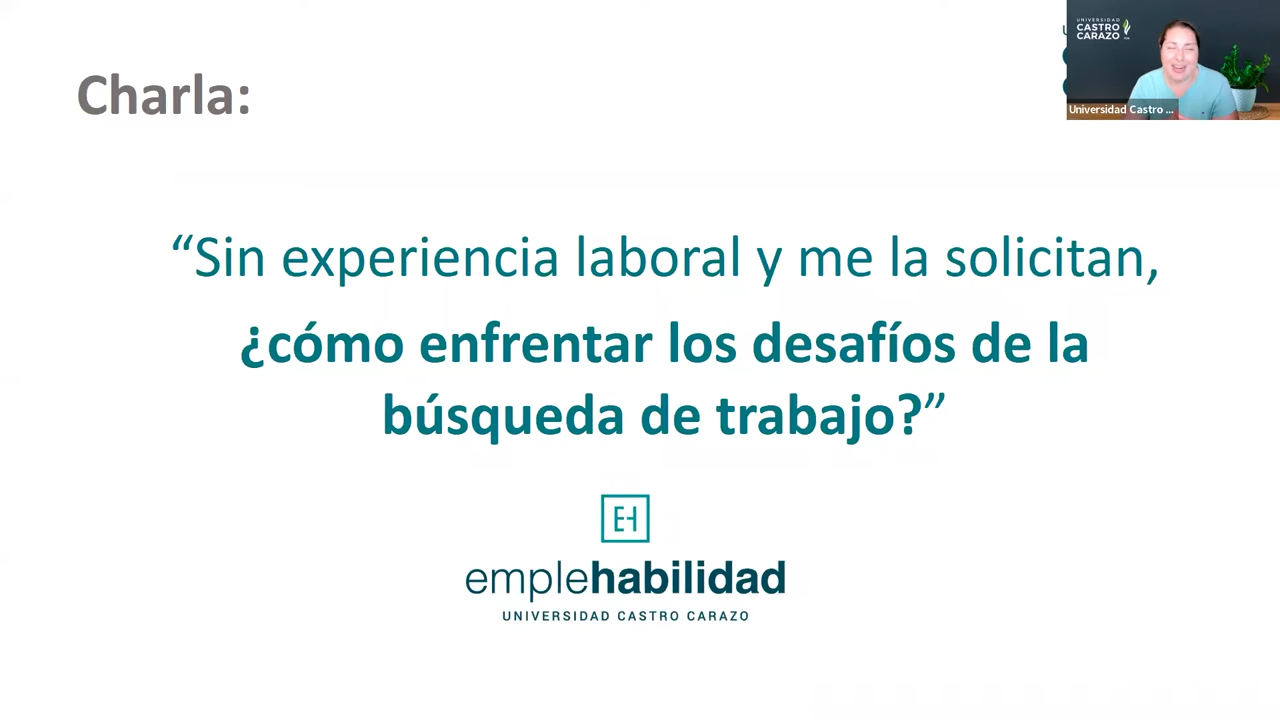 Charla:
UNIVERSIDAD
CASTRO
CARAZO
Universidad Castro ...
“Sin experiencia laboral y me la solicitan,
¿cómo enfrentar los desafíos de la
búsqueda de trabajo?”
EH
emplehabilidad
UNIVERSIDAD CASTRO CARAZO